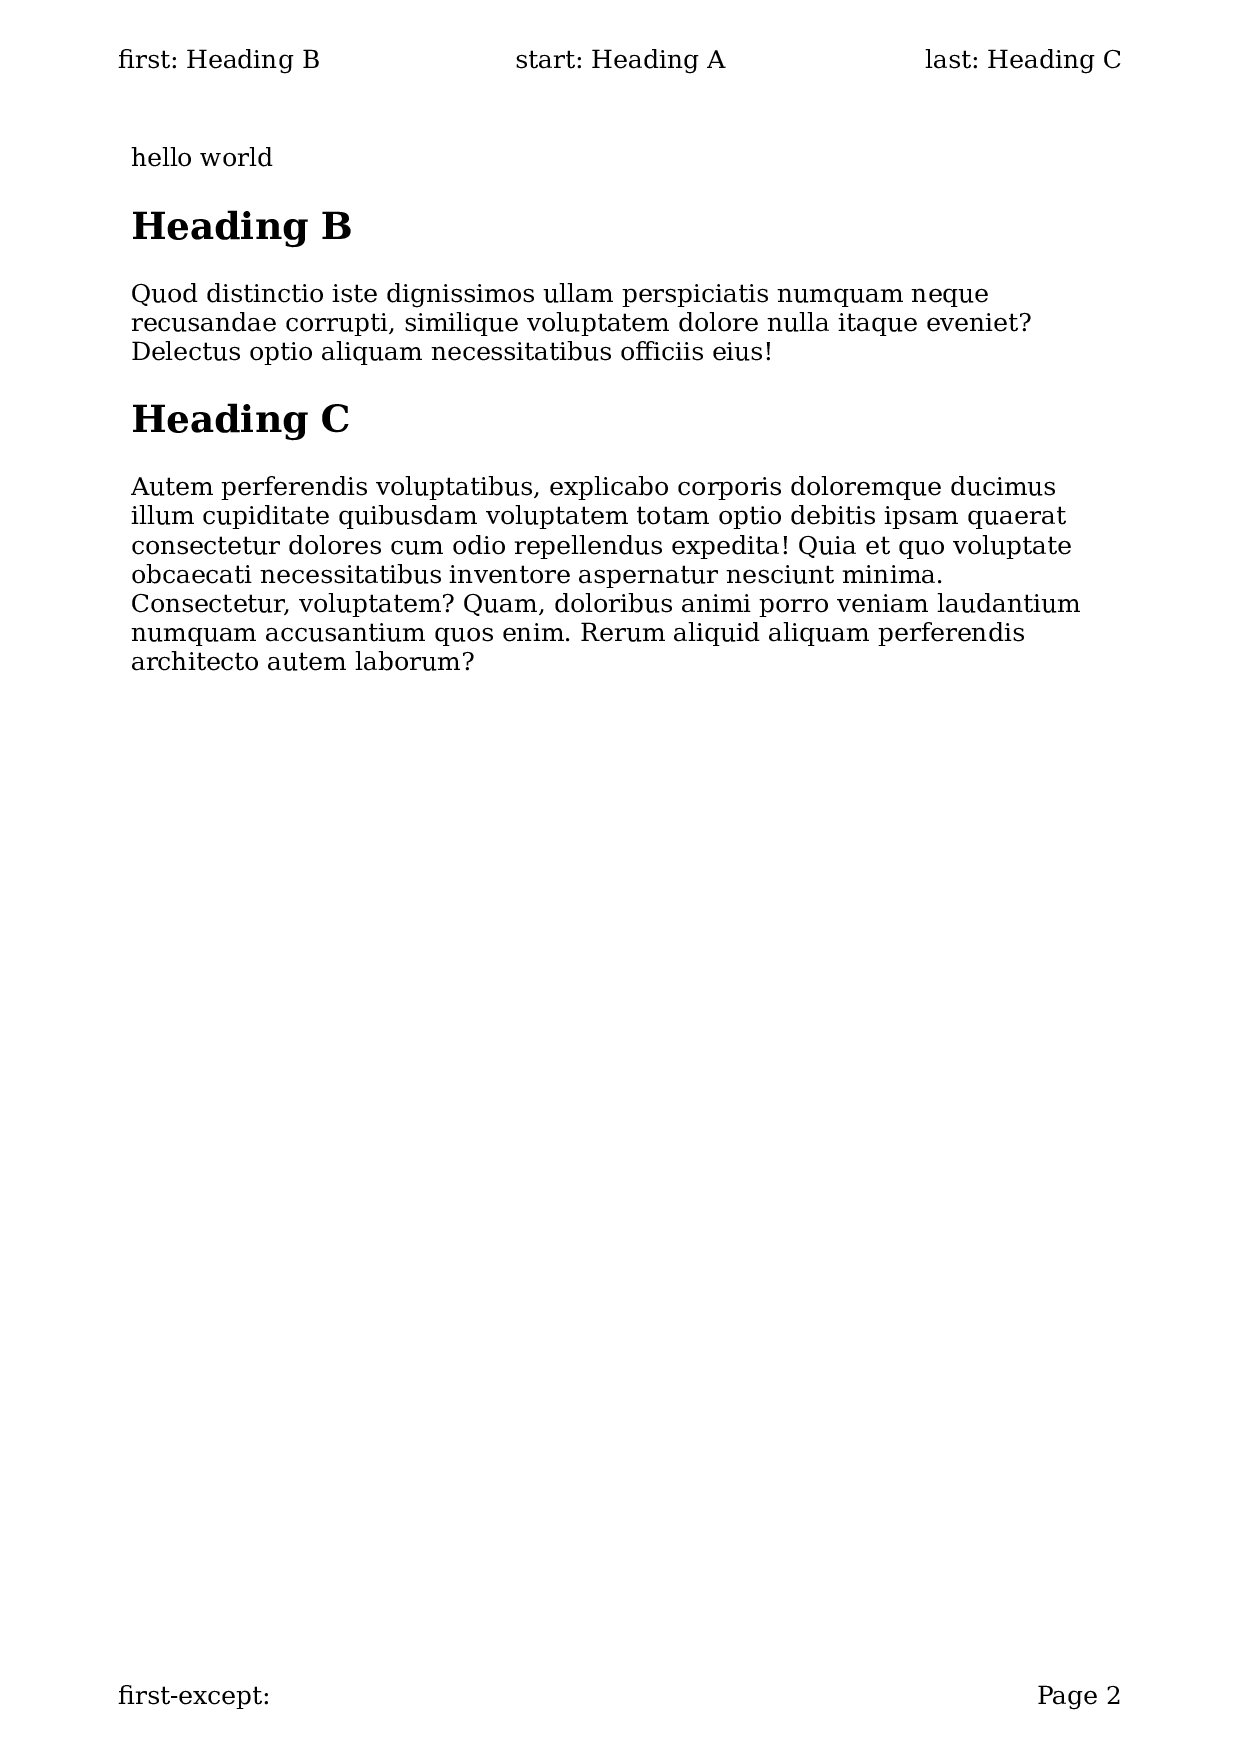 first: Heading B start: Heading A last: Heading C
hello world
Heading B
Quod distinctio iste dignissimos ullam perspiciatis numquam neque
recusandae corrupti, similique voluptatem dolore nulla itaque eveniet?
Delectus optio aliquam necessitatibus officiis eius!
Heading C
Autem perferendis voluptatibus, explicabo corporis doloremque ducimus
illum cupiditate quibusdam voluptatem totam optio debitis ipsam quaerat
consectetur dolores cum odio repellendus expedita! Quia et quo voluptate
obcaecati necessitatibus inventore aspernatur nesciunt minima.
Consectetur, voluptatem? Quam, doloribus animi porro veniam laudantium
numquam accusantium quos enim. Rerum aliquid aliquam perferendis
architecto autem laborum?
first-except: Page 2